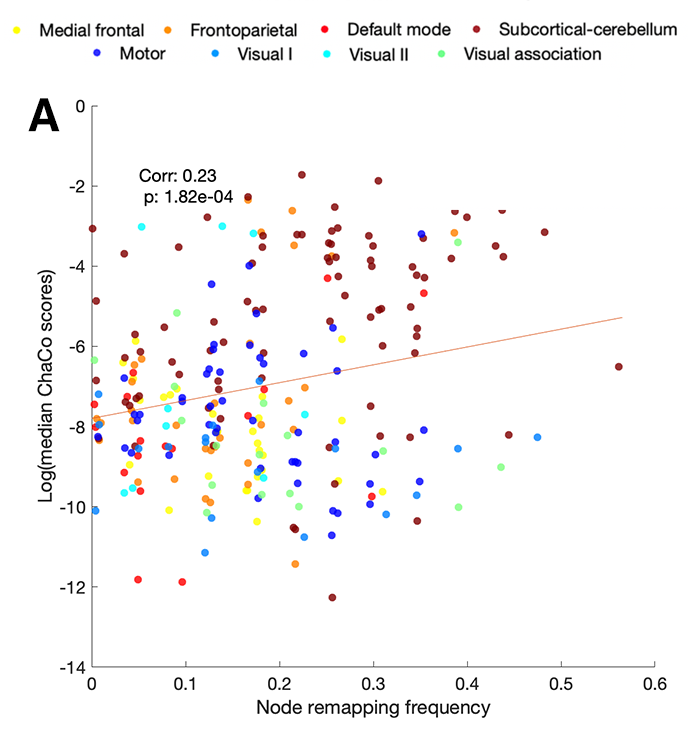 Medial frontal Frontoparietal Default mode Subcortical-cerebellum
Motor Visual I Visual II Visual association
A
Corr: 0.23
p: 1.82e-04
Log(median ChaCo scores)
0
-2
-4
-6
-8
-10
-12
-14
0 0.1 0.2 0.3 0.4 0.5 0.6
Node remapping frequency